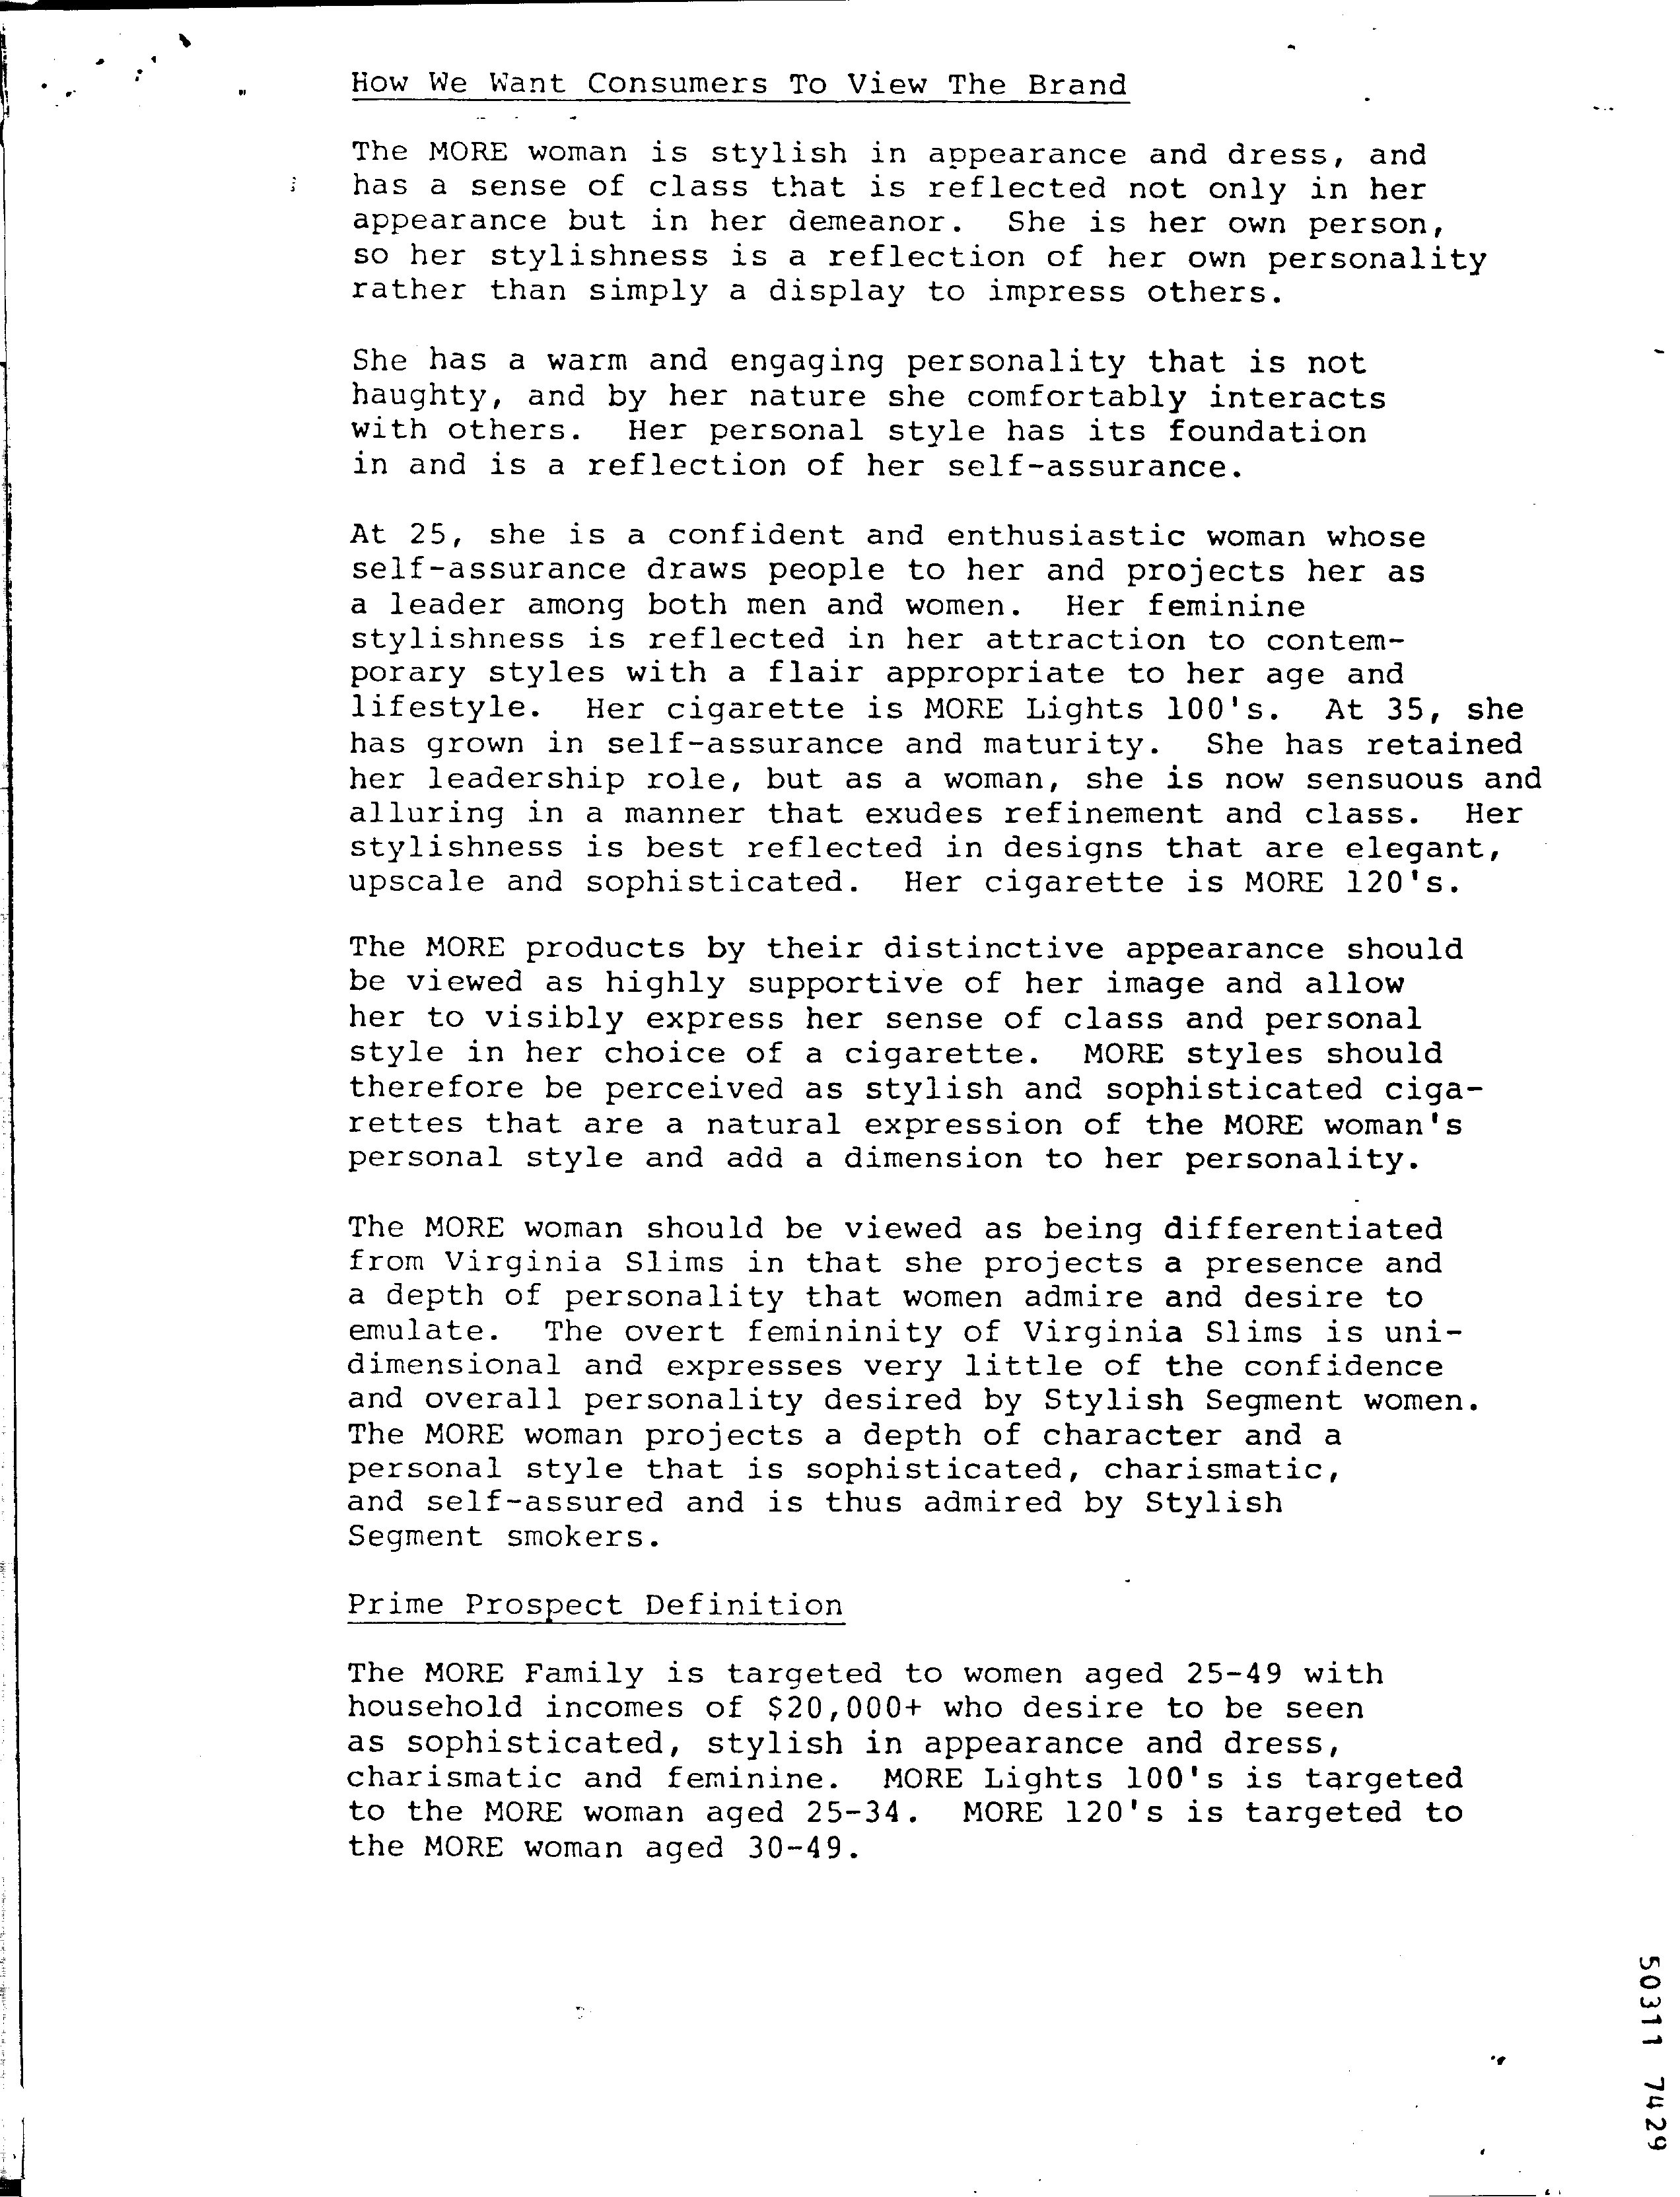 How We Want Consumers To View The Brand
The MORE woman is stylish in appearance and dress, and
has a sense of class that is reflected not only in her
appearance but in her demeanor. She is her own person,
so her stylishness is a reflection of her own personality
rather than simply a display to impress others.
She has a warm and engaging personality that is not
haughty, and by her nature she comfortably interacts
with others. Her personal style has its foundation
in and is a reflection of her self-assurance.
At 25, she is a confident and enthusiastic woman whose
self-assurance draws people to her and projects her as
a leader among both men and women. Her feminine
stylishness is reflected in her attraction to contem-
porary styles with a flair appropriate to her age and
lifestyle. Her cigarette is MORE Lights 100's. At 35, she
has grown in self-assurance and maturity. She has retained
her leadership role, but as a woman, she is now sensuous and
alluring in a manner that exudes refinement and class. Her
stylishness is best reflected in designs that are elegant,
upscale and sophisticated. Her cigarette is MORE 120's.
The MORE products by their distinctive appearance should
be viewed as highly supportive of her image and allow
her to visibly express her sense of class and personal
style in her choice of a cigarette. MORE styles should
therefore be perceived as stylish and sophisticated ciga-
rettes that are a natural expression of the MORE woman's
personal style and add a dimension to her personality.
The MORE woman should be viewed as being differentiated
from Virginia Slims in that she projects a presence and
a depth of personality that women admire and desire to
emulate. The overt femininity of Virginia Slims is uni-
dimensional and expresses very little of the confidence
and overall personality desired by Stylish Segment women.
The MORE woman projects a depth of character and a
personal style that is sophisticated, charismatic,
and self-assured and is thus admired by Stylish
Segment smokers.
Prime Prospect Definition
The MORE Family is targeted to women aged 25-49 with
household incomes of $20,000+ who desire to be seen
as sophisticated, stylish in appearance and dress,
charismatic and feminine. MORE Lights 100's is targeted
to the MORE woman aged 25-34. MORE 120's is targeted to
the MORE woman aged 30-49.
50311 7429